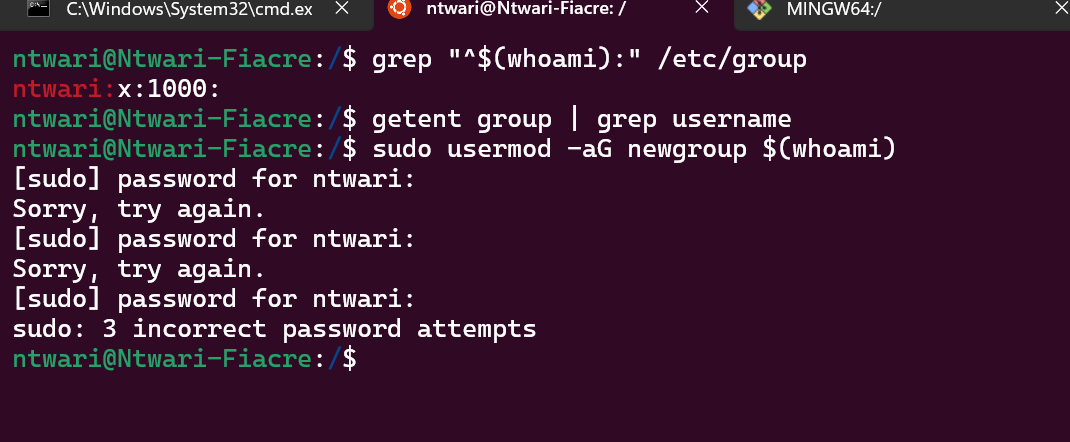 C:\Windows\System32\cmd.ex
ntwari@Ntwari-Fiacre: /
MINGW64:/
ntwari@Ntwari-Fiacre:/$ grep "^$(whoami):" /etc/group
ntwari:x:1000:
ntwari@Ntwari-Fiacre:/$ getent group | grep username
ntwari@Ntwari-Fiacre:/$ sudo usermod -aG newgroup $(whoami)
[sudo] password for ntwari:
Sorry, try again.
[sudo] password for ntwari:
Sorry, try again.
[sudo] password for ntwari:
sudo: 3 incorrect password attempts
ntwari@Ntwari-Fiacre:/$